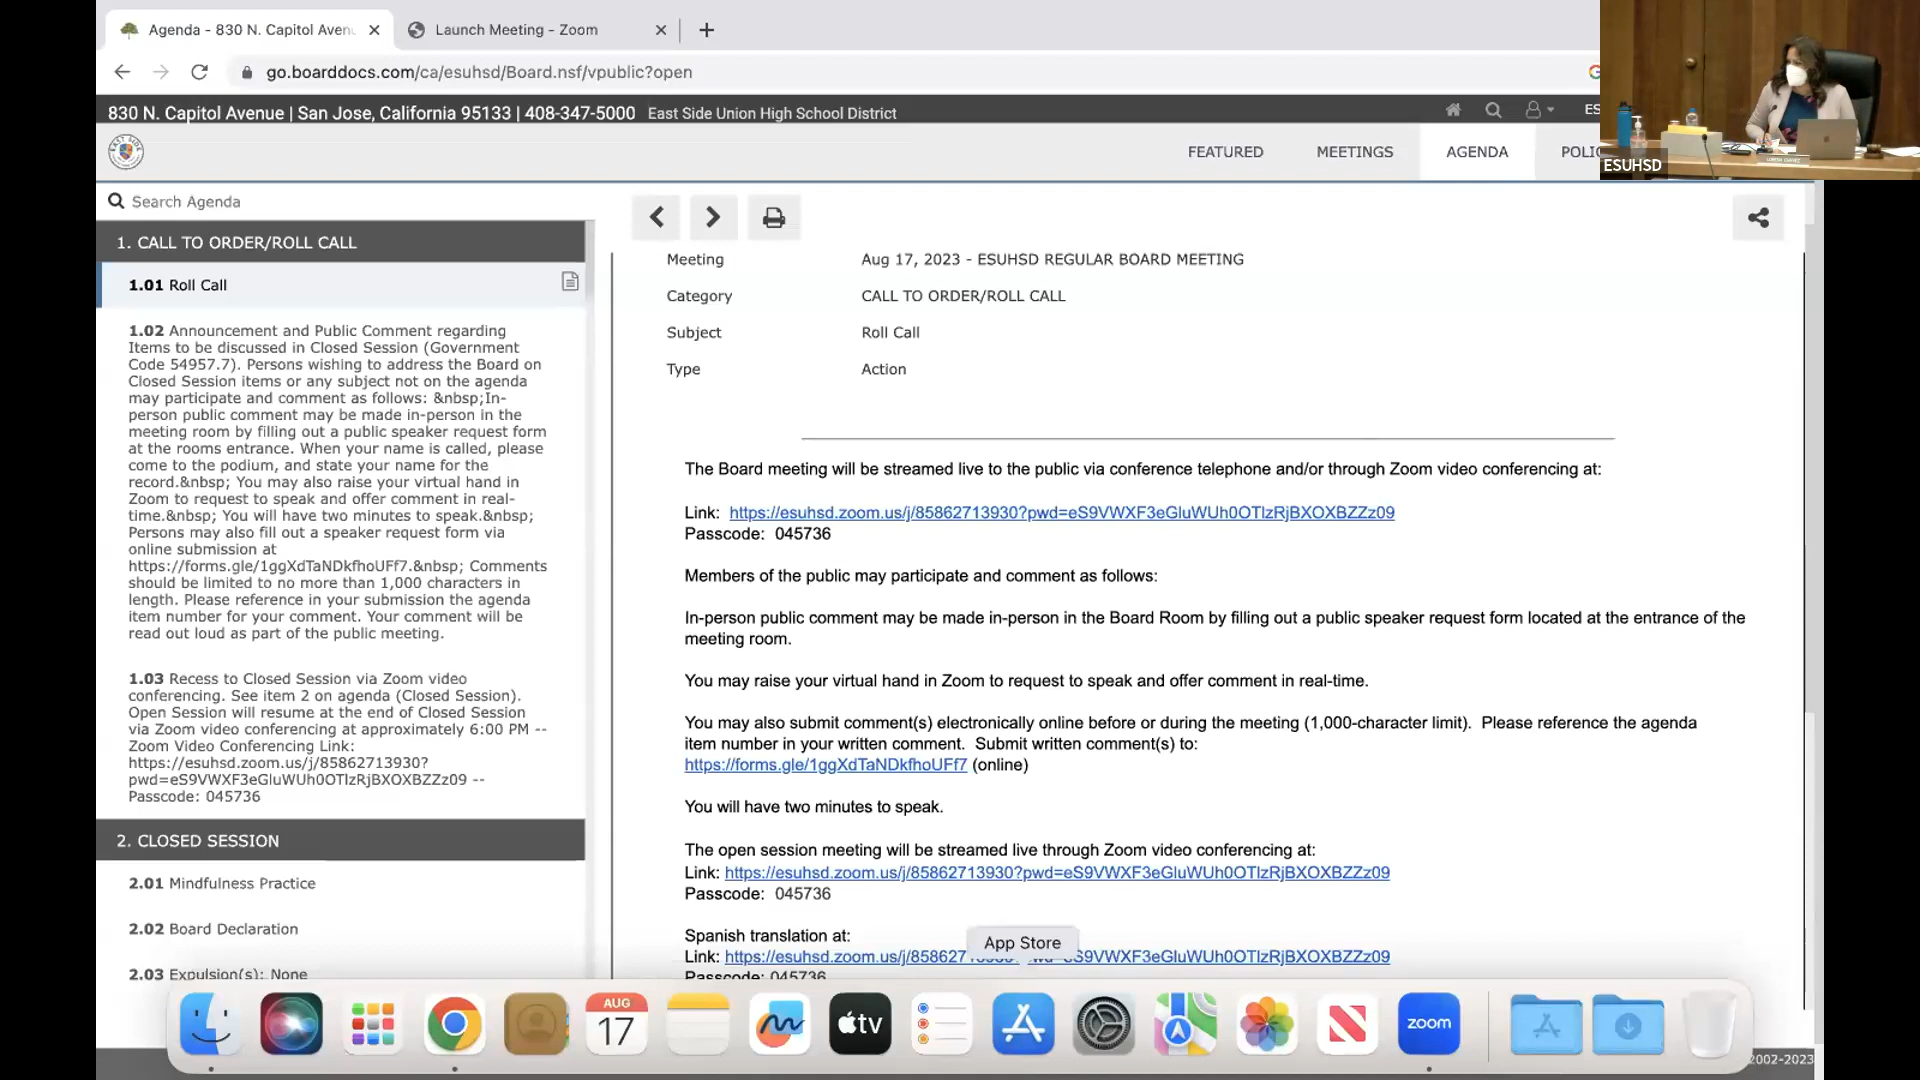 Agenda - 830 N. Capitol Aven
Launch Meeting - Zoom
go.boarddocs.com/ca/esuhsd/Board.nsf/vpublic?open
830 N. Capitol Avenue | San Jose, California 95133 | 408-347-5000 East Side Union High School District
ES
FEATURED
MEETINGS
AGENDA
POLIC
ESUHSD
Search Agenda
1. CALL TO ORDER/ROLL CALL
1.01 Roll Call
1.02 Announcement and Public Comment regarding
Items to be discussed in Closed Session (Government
Code 54957.7). Persons wishing to address the Board on
Closed Session items or any subject not on the agenda
may participate and comment as follows: &nbsp;In-
person public comment may be made in-person in the
meeting room by filling out a public speaker request form
at the rooms entrance. When your name is called, please
come to the podium, and state your name for the
record.&nbsp; You may also raise your virtual hand in
Zoom to request to speak and offer comment in real-
time.&nbsp; You will have two minutes to speak.&nbsp;
Persons may also fill out a speaker request form via
online submission at
https://forms.gle/1ggXdTaNDkfhoUFf7.&nbsp; Comments
should be limited to no more than 1,000 characters in
length. Please reference in your submission the agenda
item number for your comment. Your comment will be
read out loud as part of the public meeting.
1.03 Recess to Closed Session via Zoom video
conferencing. See item 2 on agenda (Closed Session).
Open Session will resume at the end of Closed Session
via Zoom video conferencing at approximately 6:00 PM --
Zoom Video Conferencing Link:
https://esuhsd.zoom.us/j/85862713930?
pwd=eS9VWXF3eGluWUh0OTlzRjBXOXBZZz09 --
Passcode: 045736
2. CLOSED SESSION
2.01 Mindfulness Practice
2.02 Board Declaration
2.03 Expulsion(s): None
Meeting Aug 17, 2023 - ESUHSD REGULAR BOARD MEETING
Category CALL TO ORDER/ROLL CALL
Subject Roll Call
Type Action
The Board meeting will be streamed live to the public via conference telephone and/or through Zoom video conferencing at:
Link: https://esuhsd.zoom.us/j/85862713930?pwd=eS9VWXF3eGluWUh0OTlzRjBXOXBZZz09
Passcode: 045736
Members of the public may participate and comment as follows:
In-person public comment may be made in-person in the Board Room by filling out a public speaker request form located at the entrance of the
meeting room.
You may raise your virtual hand in Zoom to request to speak and offer comment in real-time.
You may also submit comment(s) electronically online before or during the meeting (1,000-character limit). Please reference the agenda
item number in your written comment. Submit written comment(s) to:
https://forms.gle/1ggXdTaNDkfhoUFf7 (online)
You will have two minutes to speak.
The open session meeting will be streamed live through Zoom video conferencing at:
Link: https://esuhsd.zoom.us/j/85862713930?pwd=eS9VWXF3eGluWUh0OTlzRjBXOXBZZz09
Passcode: 045736
Spanish translation at:
Link: https://esuhsd.zoom.us/j/85862713930?pwd=eS9VWXF3eGluWUh0OTlzRjBXOXBZZz09
Passcode: 045736
App Store
AUG
17
tv
zoom
2002-2023